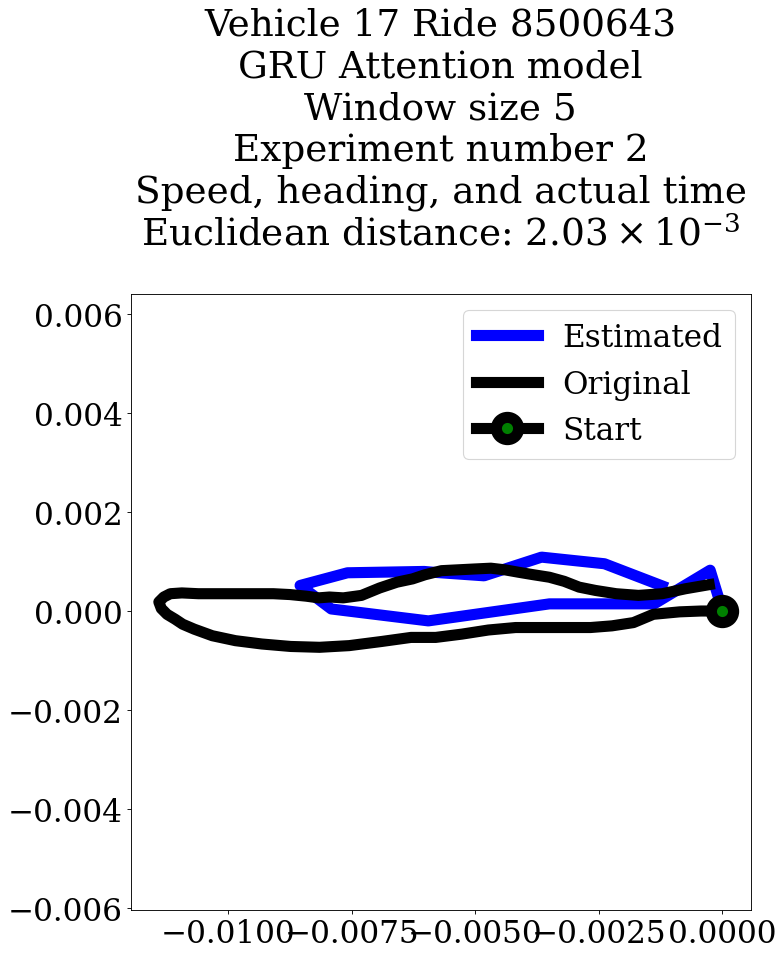 Vehicle 17 Ride 8500643
GRU Attention model
Window size 5
Experiment number 2
Speed, heading, and actual time
Euclidean distance: 2.03 × 10⁻³
0.006
0.004
0.002
0.000
−0.002
−0.004
−0.006
Estimated
Original
Start
−0.0100 −0.0075 −0.0050 −0.0025 0.0000